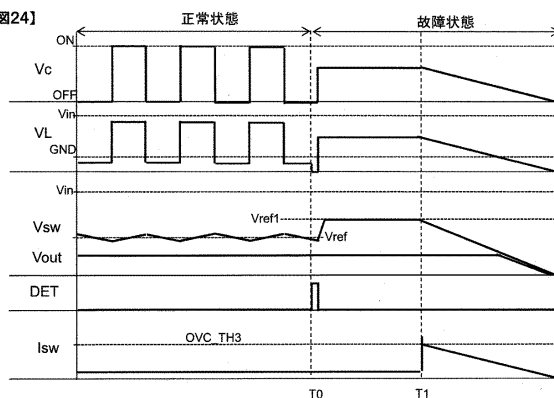 図24】
正常状態
故障状態
ON
Vc
OFF
Vin
VL
GND
Vin
Vref1
Vsw
Vref
Vout
DET
OVC_TH3
Isw
T0
T1